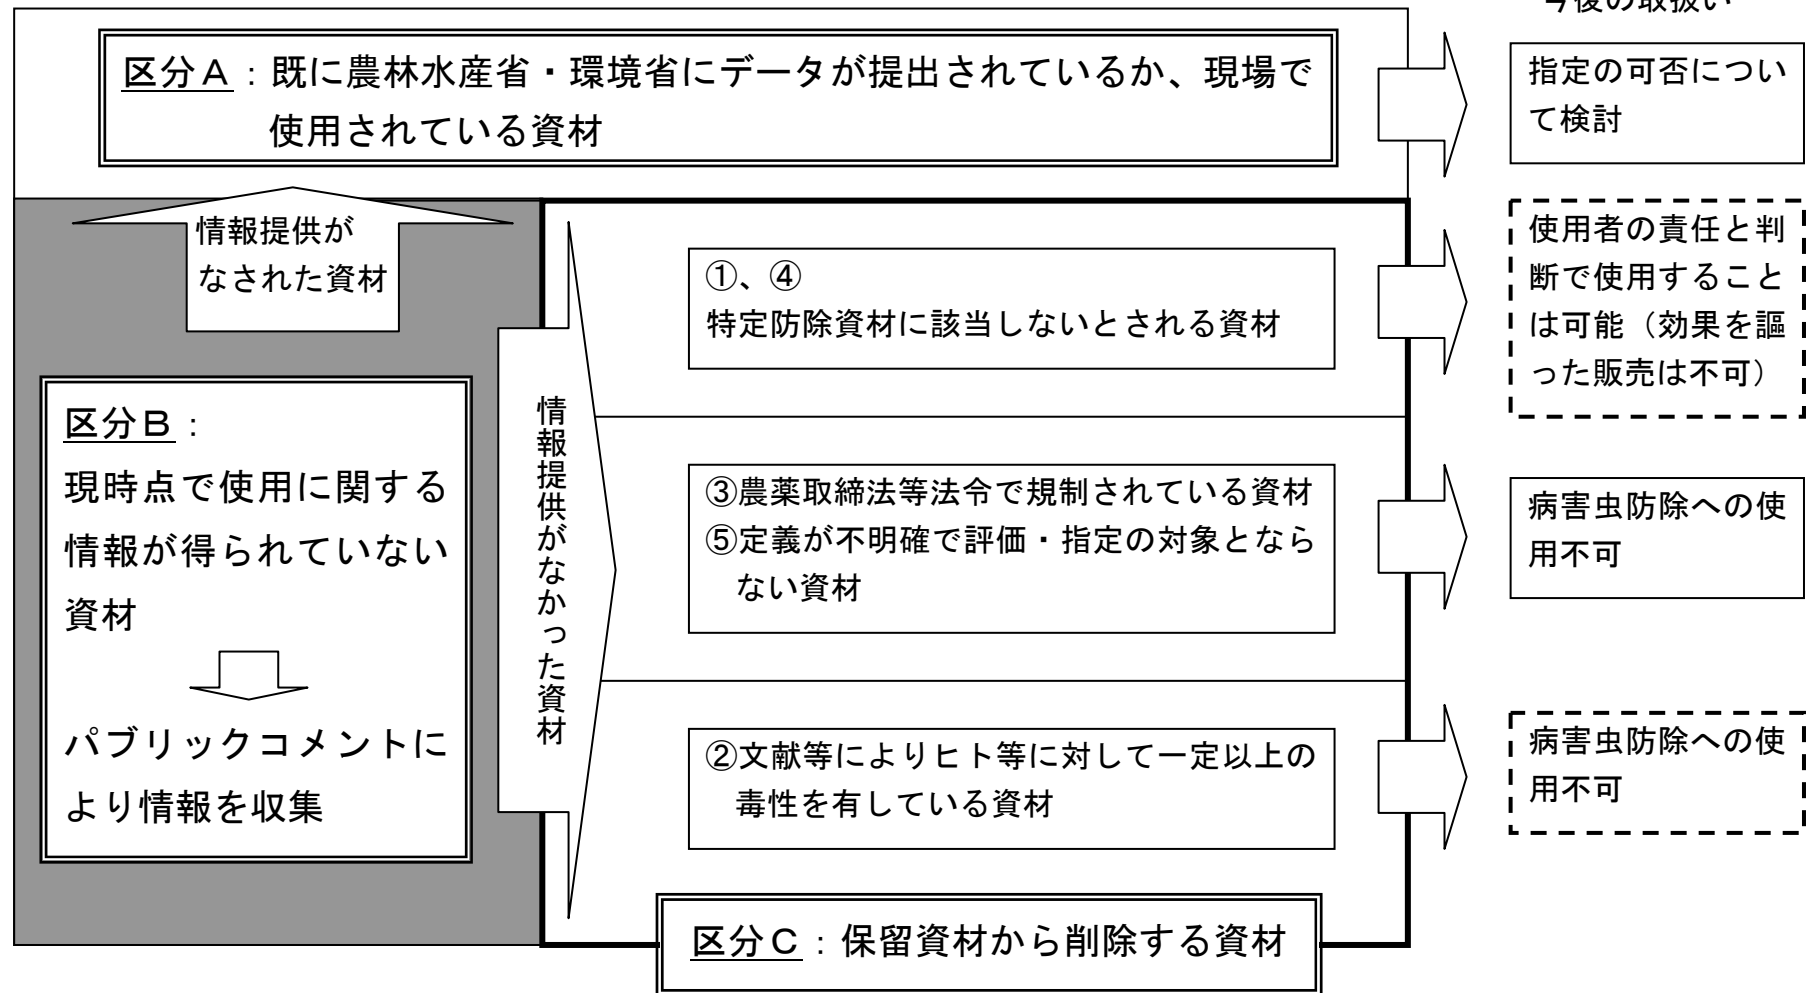 今後の取扱い
区分A：既に農林水産省・環境省にデータが提出されているか、現場で
使用されている資材
指定の可否につい
て検討
情報提供が
なされた資材
区分B：
現時点で使用に関する
情報が得られていない
資材
パブリックコメントに
より情報を収集
情報提供がなかった資材
①、④
特定防除資材に該当しないとされる資材
使用者の責任と判
断で使用すること
は可能（効果を謳
った販売は不可）
③農薬取締法等法令で規制されている資材
⑤定義が不明確で評価・指定の対象となら
ない資材
病害虫防除への使
用不可
②文献等によりヒト等に対して一定以上の
毒性を有している資材
病害虫防除への使
用不可
区分C：保留資材から削除する資材